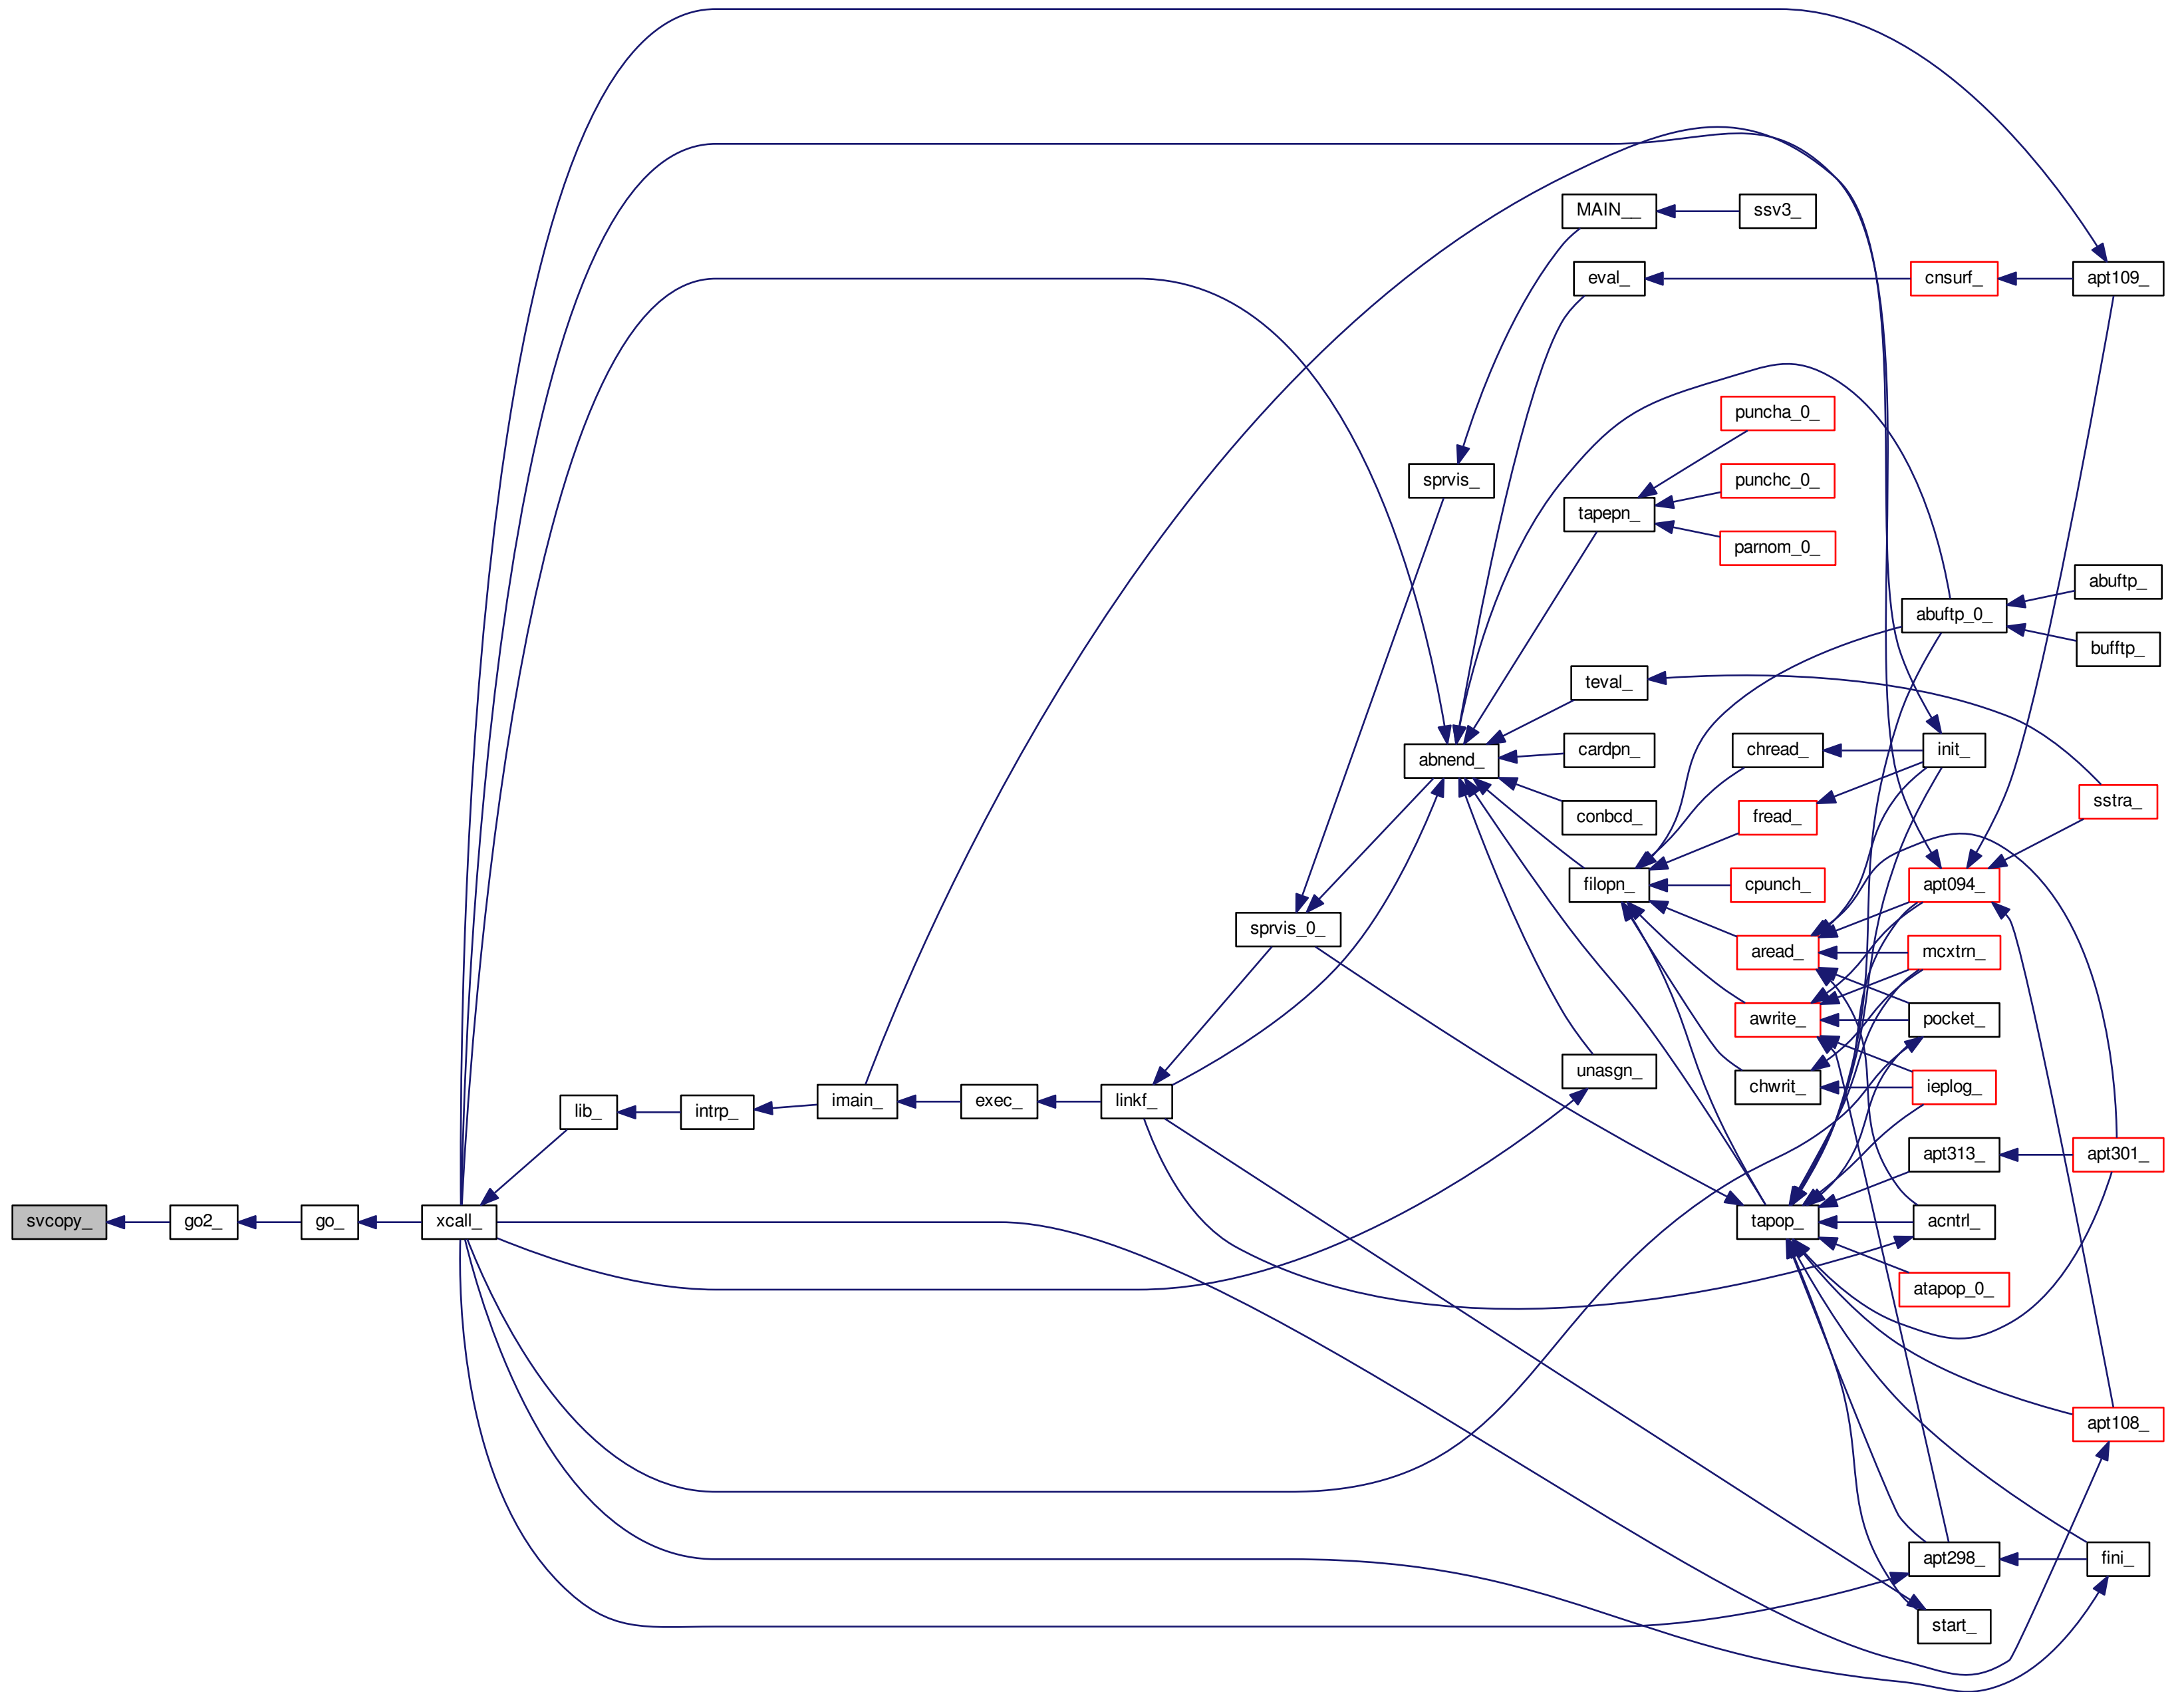 MAIN__
ssv3_
eval_
cnsurf_
apt109_
puncha_0_
sprvis_
punchc_0_
tapepn_
parnom_0_
abuftp_
abuftp_0_
bufftp_
teval_
abnend_
cardpn_
chread_
init_
conbcd_
fread_
sstra_
filopn_
cpunch_
apt094_
sprvis_0_
aread_
mcxtrn_
awrite_
pocket_
unasgn_
chwrit_
ieplog_
lib_
intrp_
imain_
exec_
linkf_
apt313_
apt301_
svcopy_
go2_
go_
xcall_
tapop_
acntrl_
atapop_0_
apt108_
apt298_
fini_
start_